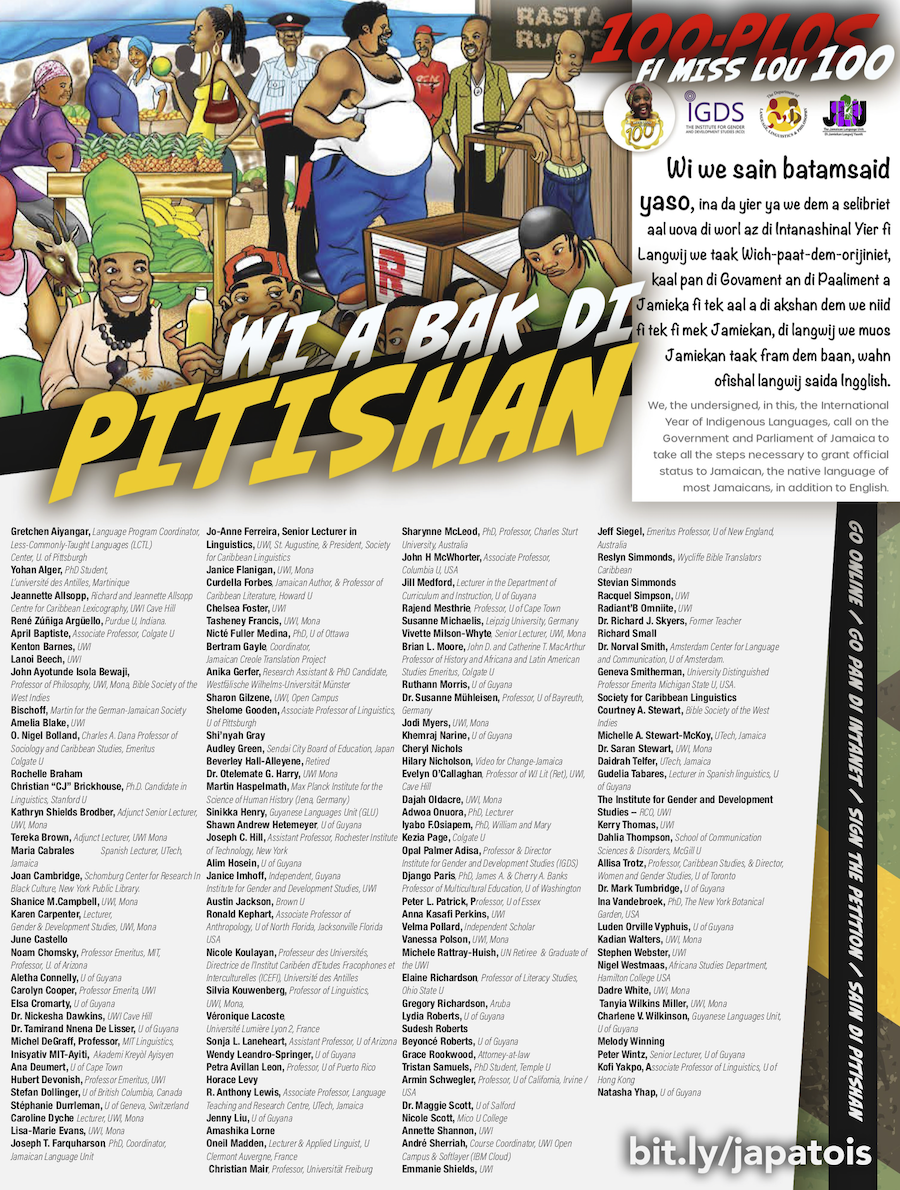 RASTA
100-PLOS
FI MISS LOU 100
100
iGDS
THE INSTITUTE FOR GENDER
AND DEVELOPMENT STUDIES
JLU
Wi we sain batamsaid
yaso, ina da yier ya we dem a selibriet
aal uova di worl az di Intanashinal Yier fi
Langwij we taak Wich-paat-dem-orijiniet,
kaal pan di Govament an di Paaliment a
Jamieka fi tek aal a di akshan dem we niid
fi tek fi mek Jamiekan, di langwij we muos
Jamiekan taak fram dem baan, wahn
ofishal langwij saida Ingglish.
We, the undersigned, in this, the International
Year of Indigenous Languages, call on the
Government and Parliament of Jamaica to
take all the steps necessary to grant official
status to Jamaican, the native language of
most Jamaicans, in addition to English.
WI A BAK DI
PITISHAN
Gretchen Aiyangar, Language Program Coordinator,
Less-Commonly-Taught Languages (LCTL)
Center, U. of Pittsburgh
Yohan Alger, PhD Student,
L'université des Antilles, Martinique
Jeannette Allsopp, Richard and Jeannette Allsopp
Centre for Caribbean Lexicography, UWI Cave Hill
René Zúñiga Argüello, Purdue U, Indiana.
April Baptiste, Associate Professor, Colgate U
Kenton Barnes, UWI
Lanoi Beech, UWI
John Ayotunde Isola Bewaji,
Professor of Philosophy, UWI, Mona, Bible Society of the
West Indies
Bischoff, Martin for the German-Jamaican Society
Amelia Blake, UWI
O. Nigel Bolland, Charles A. Dana Professor of
Sociology and Caribbean Studies, Emeritus
Colgate U
Rochelle Braham
Christian “CJ” Brickhouse, Ph.D. Candidate in
Linguistics, Stanford U
Kathryn Shields Brodber, Adjunct Senior Lecturer,
UWI, Mona
Tereka Brown, Adjunct Lecturer, UWI Mona
Maria Cabrales Spanish Lecturer, UTech,
Jamaica
Joan Cambridge, Schomburg Center for Research In
Black Culture, New York Public Library.
Shanice M.Campbell, UWI, Mona
Karen Carpenter, Lecturer,
Gender & Development Studies, UWI, Mona
June Castello
Noam Chomsky, Professor Emeritus, MIT,
Professor, U. of Arizona
Aletha Connelly, U of Guyana
Carolyn Cooper, Professor Emerita, UWI
Elsa Cromarty, U of Guyana
Dr. Nickesha Dawkins, UWI Cave Hill
Dr. Tamirand Nnena De Lisser, U of Guyana
Michel DeGraff, Professor, MIT Linguistics,
Inisyativ MIT-Ayiti, Akademi Kreyòl Ayisyen
Ana Deumert, U of Cape Town
Hubert Devonish, Professor Emeritus, UWI
Stefan Dollinger, U of British Columbia, Canada
Stéphanie Durrleman, U of Geneva, Switzerland
Caroline Dyche Lecturer, UWI, Mona
Lisa-Marie Evans, UWI, Mona
Joseph T. Farquharson, PhD, Coordinator,
Jamaican Language Unit
Jo-Anne Ferreira, Senior Lecturer in
Linguistics, UWI, St. Augustine, & President, Society
for Caribbean Linguistics
Janice Flanigan, UWI, Mona
Curdella Forbes, Jamaican Author, & Professor of
Caribbean Literature, Howard U
Chelsea Foster, UWI
Tasheney Francis, UWI, Mona
Nicté Fuller Medina, PhD, U of Ottawa
Bertram Gayle, Coordinator,
Jamaican Creole Translation Project
Anika Gerfer, Research Assistant & PhD Candidate,
Westfäische Wilhelms-Universität Münster
Sharon Gilzene, UWI, Open Campus
Shelome Gooden, Associate Professor of Linguistics,
U of Pittsburgh
Shi'nyah Gray
Audley Green, Sendai City Board of Education, Japan
Beverley Hall-Alleyene, Retired
Dr. Otelemate G. Harry, UWI Mona
Martin Haspelmath, Max Planck Institute for the
Science of Human History (Jena, Germany)
Sinikka Henry, Guyanese Languages Unit (GLU)
Shawn Andrew Hetemeyer, U of Guyana
Joseph C. Hill, Assistant Professor, Rochester Institute
of Technology, New York
Alim Hosein, U of Guyana
Janice Imhoff, Independent, Guyana
Institute for Gender and Development Studies, UWI
Austin Jackson, Brown U
Ronald Kephart, Associate Professor of
Anthropology, U of North Florida, Jacksonville Florida
USA
Nicole Koulayan, Professeur des Universités,
Directrice de l'Institut Caribéen d'Etudes Francophones et
Interculturelles (ICEFI), Université des Antilles
Silvia Kouwenberg, Professor of Linguistics,
UWI, Mona,
Véronique Lacoste,
Université Lumière Lyon 2, France
Sonja L. Laneheart, Assistant Professor, U of Arizona
Wendy Leandro-Springer, U of Guyana
Petra Avillan Leon, Professor, U of Puerto Rico
Horace Levy
R. Anthony Lewis, Associate Professor, Language
Teaching and Research Centre, UTech, Jamaica
Jenny Liu, U of Guyana
Amashika Lorne
Oneil Madden, Lecturer & Applied Linguist, U
Clermont Auvergne, France
Christian Mair, Professor, Universität Freiburg
Sharynne McLeod, PhD, Professor, Charles Sturt
University, Australia
John H McWhorter, Associate Professor,
Columbia U, USA
Jill Medford, Lecturer in the Department of
Curriculum and Instruction, U of Guyana
Rajend Mesthrie, Professor, U of Cape Town
Susanne Michaelis, Leipzig University, Germany
Vivette Milson-Whyte, Senior Lecturer, UWI, Mona
Brian L. Moore, John D. and Catherine T. MacArthur
Professor of History and Africana and Latin American
Studies Emeritus, Colgate U
Ruthann Morris, U of Guyana
Dr. Susanne Mühleisen, Professor, U of Bayreuth,
Germany
Jodi Myers, UWI, Mona
Khemraj Narine, U of Guyana
Cheryl Nichols
Hilary Nicholson, Video for Change-Jamaica
Evelyn O'Callaghan, Professor of WI Lit (Ret), UWI,
Cave Hill
Dajah Oldacre, UWI, Mona
Adwoa Onuora, PhD, Lecturer
Iyabo F.Osiapem, PhD, William and Mary
Kezia Page, Colgate U
Opal Palmer Adisa, Professor & Director
Institute for Gender and Development Studies (IGDS)
Django Paris, PhD, James A. & Cherry A. Banks
Professor of Multicultural Education, U of Washington
Peter L. Patrick, Professor, U of Essex
Anna Kasafi Perkins, UWI
Velma Pollard, Independent Scholar
Vanessa Polson, UWI, Mona
Michele Rattray-Huish, UN Retiree & Graduate of
the UWI
Elaine Richardson, Professor of Literacy Studies,
Ohio State U
Gregory Richardson, Aruba
Lydia Roberts, U of Guyana
Sudesh Roberts
Beyoncé Roberts, U of Guyana
Grace Rookwood, Attorney-at-law
Tristan Samuels, PhD Student, Temple U
Armin Schwegler, Professor, U of California, Irvine /
USA
Dr. Maggie Scott, U of Salford
Nicole Scott, Mico U.College
Annette Shannon, UWI
André Sherriah, Course Coordinator, UWI Open
Campus & Softlayer (IBM Cloud)
Emmanie Shields, UWI
Jeff Siegel, Emeritus Professor, U of New England,
Australia
Reslyn Simmonds, Wycliffe Bible Translators
Caribbean
Stevian Simmonds
Racquel Simpson, UWI
Radiant'B Omniite, UWI
Dr. Richard J. Skyers, Former Teacher
Richard Small
Dr. Norval Smith, Amsterdam Center for Language
and Communication, U of Amsterdam.
Geneva Smitherman, University Distinguished
Professor Emerita Michigan State U, USA.
Society for Caribbean Linguistics
Courtney A. Stewart, Bible Society of the West
Indies
Michelle A. Stewart-McKoy, UTech, Jamaica
Dr. Saran Stewart, UWI, Mona
Daidrah Telfer, UTech, Jamaica
Gudelia Tabares, Lecturer in Spanish linguistics, U
of Guyana
The Institute for Gender and Development
Studies – RCO, UWI
Kerry Thomas, UWI
Dahlia Thompson, School of Communication
Sciences & Disorders, McGill U
Allisa Trotz, Professor, Caribbean Studies, & Director,
Women and Gender Studies, U of Toronto
Dr. Mark Tumbridge, U of Guyana
Ina Vandebroek, PhD, The New York Botanical
Garden, USA
Luden Orville Vyphuis, U of Guyana
Kadian Walters, UWI, Mona
Stephen Webster, UWI
Nigel Westmaas, Africana Studies Department,
Hamilton College USA
Dadre White, UWI, Mona
Tanyia Wilkins Miller, UWI, Mona
Charlene V. Wilkinson, Guyanese Languages Unit,
U of Guyana
Melody Winning
Peter Wintz, Senior Lecturer, U of Guyana
Kofi Yakpo, Associate Professor of Linguistics, U of
Hong Kong
Natasha Yhap, U of Guyana
GO ONLINE / GO PAN DI INTANET / SIGN THE PETITION / SAIN DI PITISHAN
bit.ly/japatois